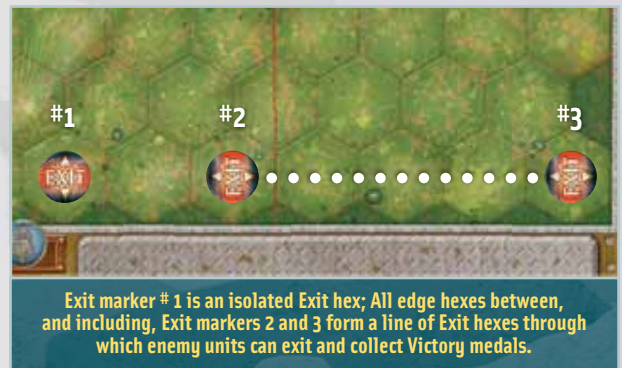 #1 #2 #3
EXIT EXIT EXIT
Exit marker # 1 is an isolated Exit hex; All edge hexes between,
and including, Exit markers 2 and 3 form a line of Exit hexes through
which enemy units can exit and collect Victory medals.